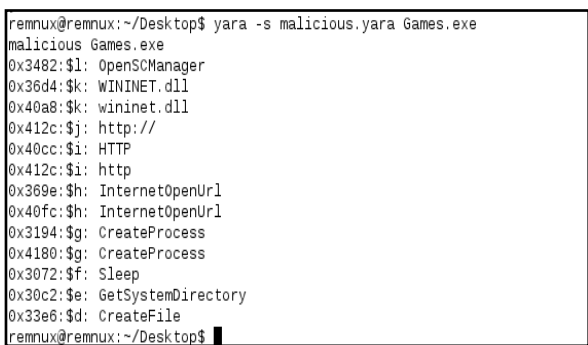 remnux@remnux:~/Desktop$ yara -s malicious.yara Games.exe
malicious Games.exe
0x3482:$l: OpenSCManager
0x36d4:$k: WININET.dll
0x40a8:$k: wininet.dll
0x412c:$j: http://
0x40cc:$i: HTTP
0x412c:$i: http
0x369e:$h: InternetOpenUrl
0x40fc:$h: InternetOpenUrl
0x3194:$g: CreateProcess
0x4180:$g: CreateProcess
0x3072:$f: Sleep
0x30c2:$e: GetSystemDirectory
0x33e6:$d: CreateFile
remnux@remnux:~/Desktop$